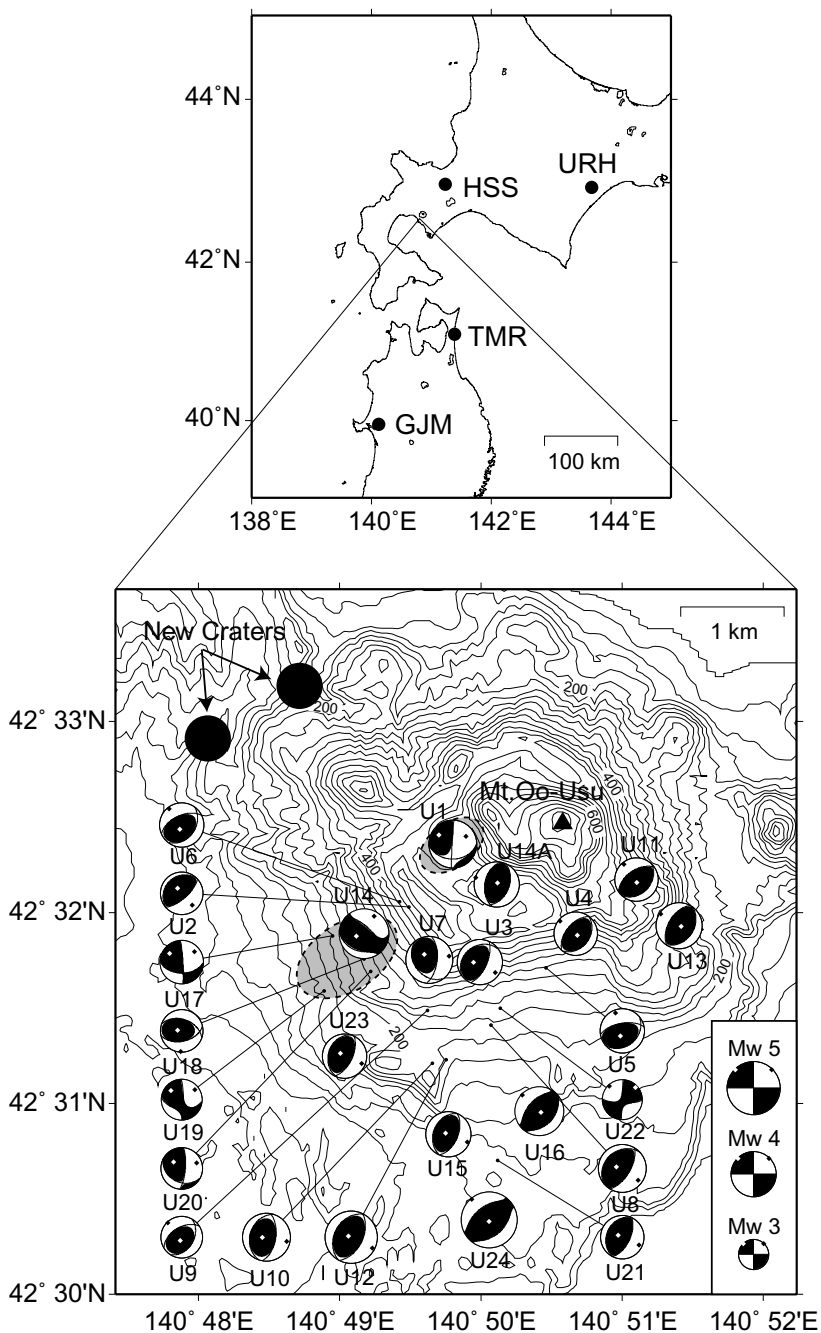 44˚N
URH
HSS
42˚N
TMR
40˚N
GJM
100 km
138˚E
140˚E
142˚E
144˚E
New Craters
1 km
200
200
42˚ 33'N
400
Mt.Oo-Usu
600
U1
U6
U14A
U11
400
42˚ 32'N
U2
U14
U7
U3
U4
U13
200
U17
U23
200
U18
U5
Mw 5
42˚ 31'N
U19
U15
U16
U22
Mw 4
U20
U8
Mw 3
U9
U10
U12
U24
U21
42˚ 30'N
140˚ 48'E
140˚ 49'E
140˚ 50'E
140˚ 51'E
140˚ 52'E